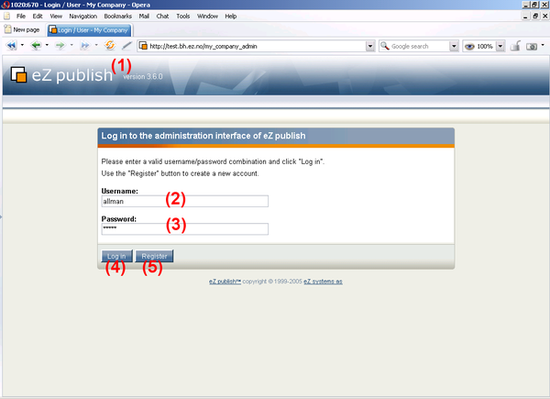 1020:670 - Login / User - My Company - Opera
File Edit View Navigation Bookmarks Mail Chat Tools Window Help
New page Login / User - My Company
http://test.bh.ez.no/my_company_admin Google search 100%
eZ publish version 3.6.0 (1)
Log in to the administration interface of eZ publish
Please enter a valid username/password combination and click "Log in".
Use the "Register" button to create a new account.
Username:
allman (2)
Password:
***** (3)
Log in Register
(4) (5)
eZ publish™ copyright © 1999-2005 eZ systems as